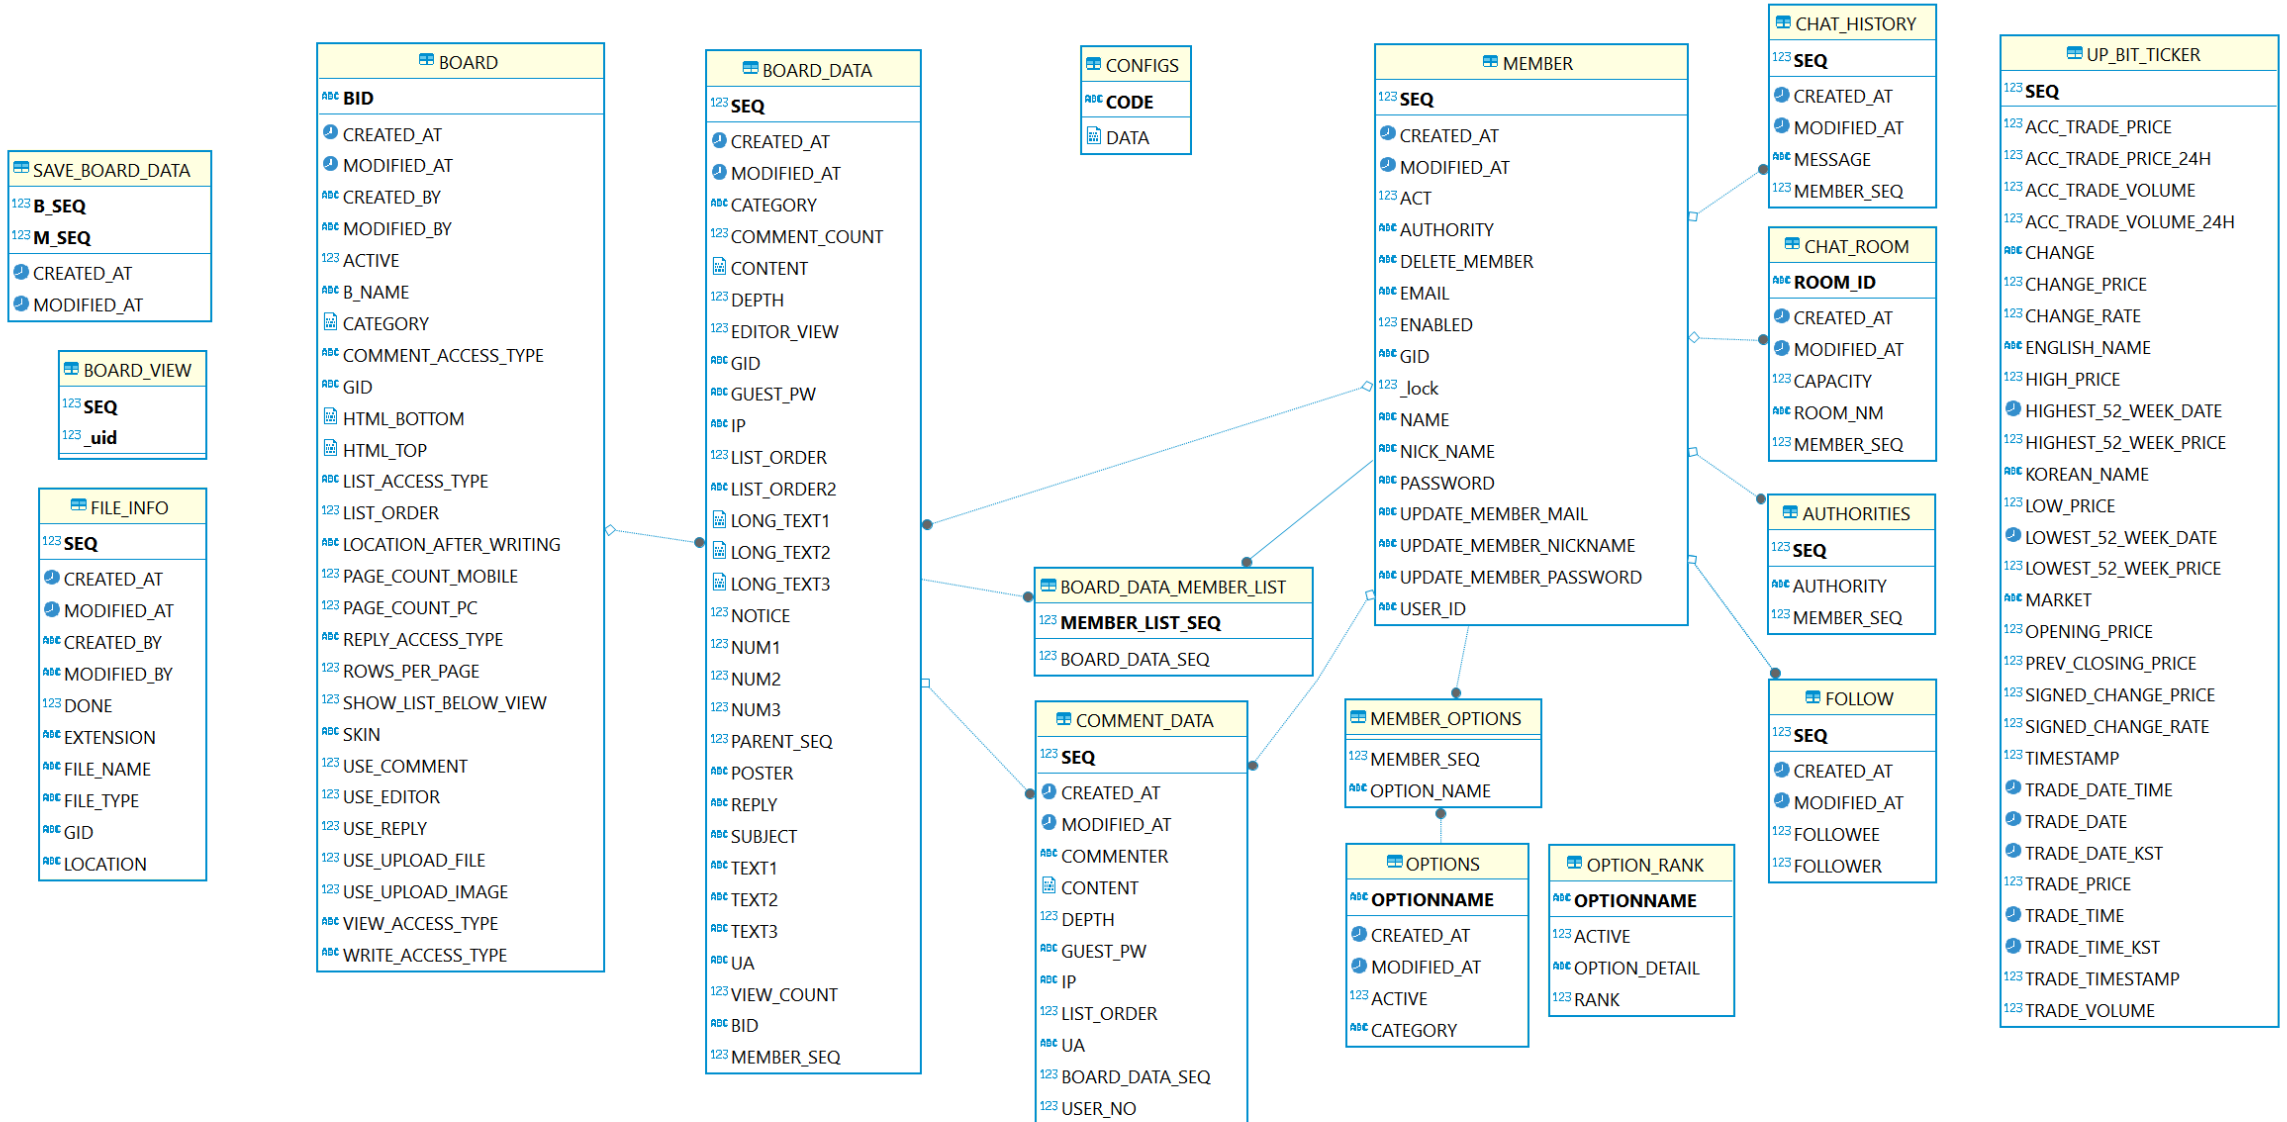 SAVE_BOARD_DATA
B_SEQ
M_SEQ
CREATED_AT
MODIFIED_AT
BOARD_VIEW
SEQ
_uid
FILE_INFO
SEQ
CREATED_AT
MODIFIED_AT
CREATED_BY
MODIFIED_BY
DONE
EXTENSION
FILE_NAME
FILE_TYPE
GID
LOCATION
BOARD
BID
CREATED_AT
MODIFIED_AT
CREATED_BY
MODIFIED_BY
ACTIVE
B_NAME
CATEGORY
COMMENT_ACCESS_TYPE
GID
HTML_BOTTOM
HTML_TOP
LIST_ACCESS_TYPE
LIST_ORDER
LOCATION_AFTER_WRITING
PAGE_COUNT_MOBILE
PAGE_COUNT_PC
REPLY_ACCESS_TYPE
ROWS_PER_PAGE
SHOW_LIST_BELOW_VIEW
SKIN
USE_COMMENT
USE_EDITOR
USE_REPLY
USE_UPLOAD_FILE
USE_UPLOAD_IMAGE
VIEW_ACCESS_TYPE
WRITE_ACCESS_TYPE
BOARD_DATA
SEQ
CREATED_AT
MODIFIED_AT
CATEGORY
COMMENT_COUNT
CONTENT
DEPTH
EDITOR_VIEW
GID
GUEST_PW
IP
LIST_ORDER
LIST_ORDER2
LONG_TEXT1
LONG_TEXT2
LONG_TEXT3
NOTICE
NUM1
NUM2
NUM3
PARENT_SEQ
POSTER
REPLY
SUBJECT
TEXT1
TEXT2
TEXT3
UA
VIEW_COUNT
BID
MEMBER_SEQ
CONFIGS
CODE
DATA
BOARD_DATA_MEMBER_LIST
MEMBER_LIST_SEQ
BOARD_DATA_SEQ
COMMENT_DATA
SEQ
CREATED_AT
MODIFIED_AT
COMMENTER
CONTENT
DEPTH
GUEST_PW
IP
LIST_ORDER
UA
BOARD_DATA_SEQ
USER_NO
MEMBER
SEQ
CREATED_AT
MODIFIED_AT
ACT
AUTHORITY
DELETE_MEMBER
EMAIL
ENABLED
GID
_lock
NAME
NICK_NAME
PASSWORD
UPDATE_MEMBER_MAIL
UPDATE_MEMBER_NICKNAME
UPDATE_MEMBER_PASSWORD
USER_ID
MEMBER_OPTIONS
MEMBER_SEQ
OPTION_NAME
OPTIONS
OPTIONNAME
CREATED_AT
MODIFIED_AT
ACTIVE
CATEGORY
OPTION_RANK
OPTIONNAME
ACTIVE
OPTION_DETAIL
RANK
CHAT_HISTORY
SEQ
CREATED_AT
MODIFIED_AT
MESSAGE
MEMBER_SEQ
CHAT_ROOM
ROOM_ID
CREATED_AT
MODIFIED_AT
CAPACITY
ROOM_NM
MEMBER_SEQ
AUTHORITIES
SEQ
AUTHORITY
MEMBER_SEQ
FOLLOW
SEQ
CREATED_AT
MODIFIED_AT
FOLLOWEE
FOLLOWER
UP_BIT_TICKER
SEQ
ACC_TRADE_PRICE
ACC_TRADE_PRICE_24H
ACC_TRADE_VOLUME
ACC_TRADE_VOLUME_24H
CHANGE
CHANGE_PRICE
CHANGE_RATE
ENGLISH_NAME
HIGH_PRICE
HIGHEST_52_WEEK_DATE
HIGHEST_52_WEEK_PRICE
KOREAN_NAME
LOW_PRICE
LOWEST_52_WEEK_DATE
LOWEST_52_WEEK_PRICE
MARKET
OPENING_PRICE
PREV_CLOSING_PRICE
SIGNED_CHANGE_PRICE
SIGNED_CHANGE_RATE
TIMESTAMP
TRADE_DATE_TIME
TRADE_DATE
TRADE_DATE_KST
TRADE_PRICE
TRADE_TIME
TRADE_TIME_KST
TRADE_TIMESTAMP
TRADE_VOLUME